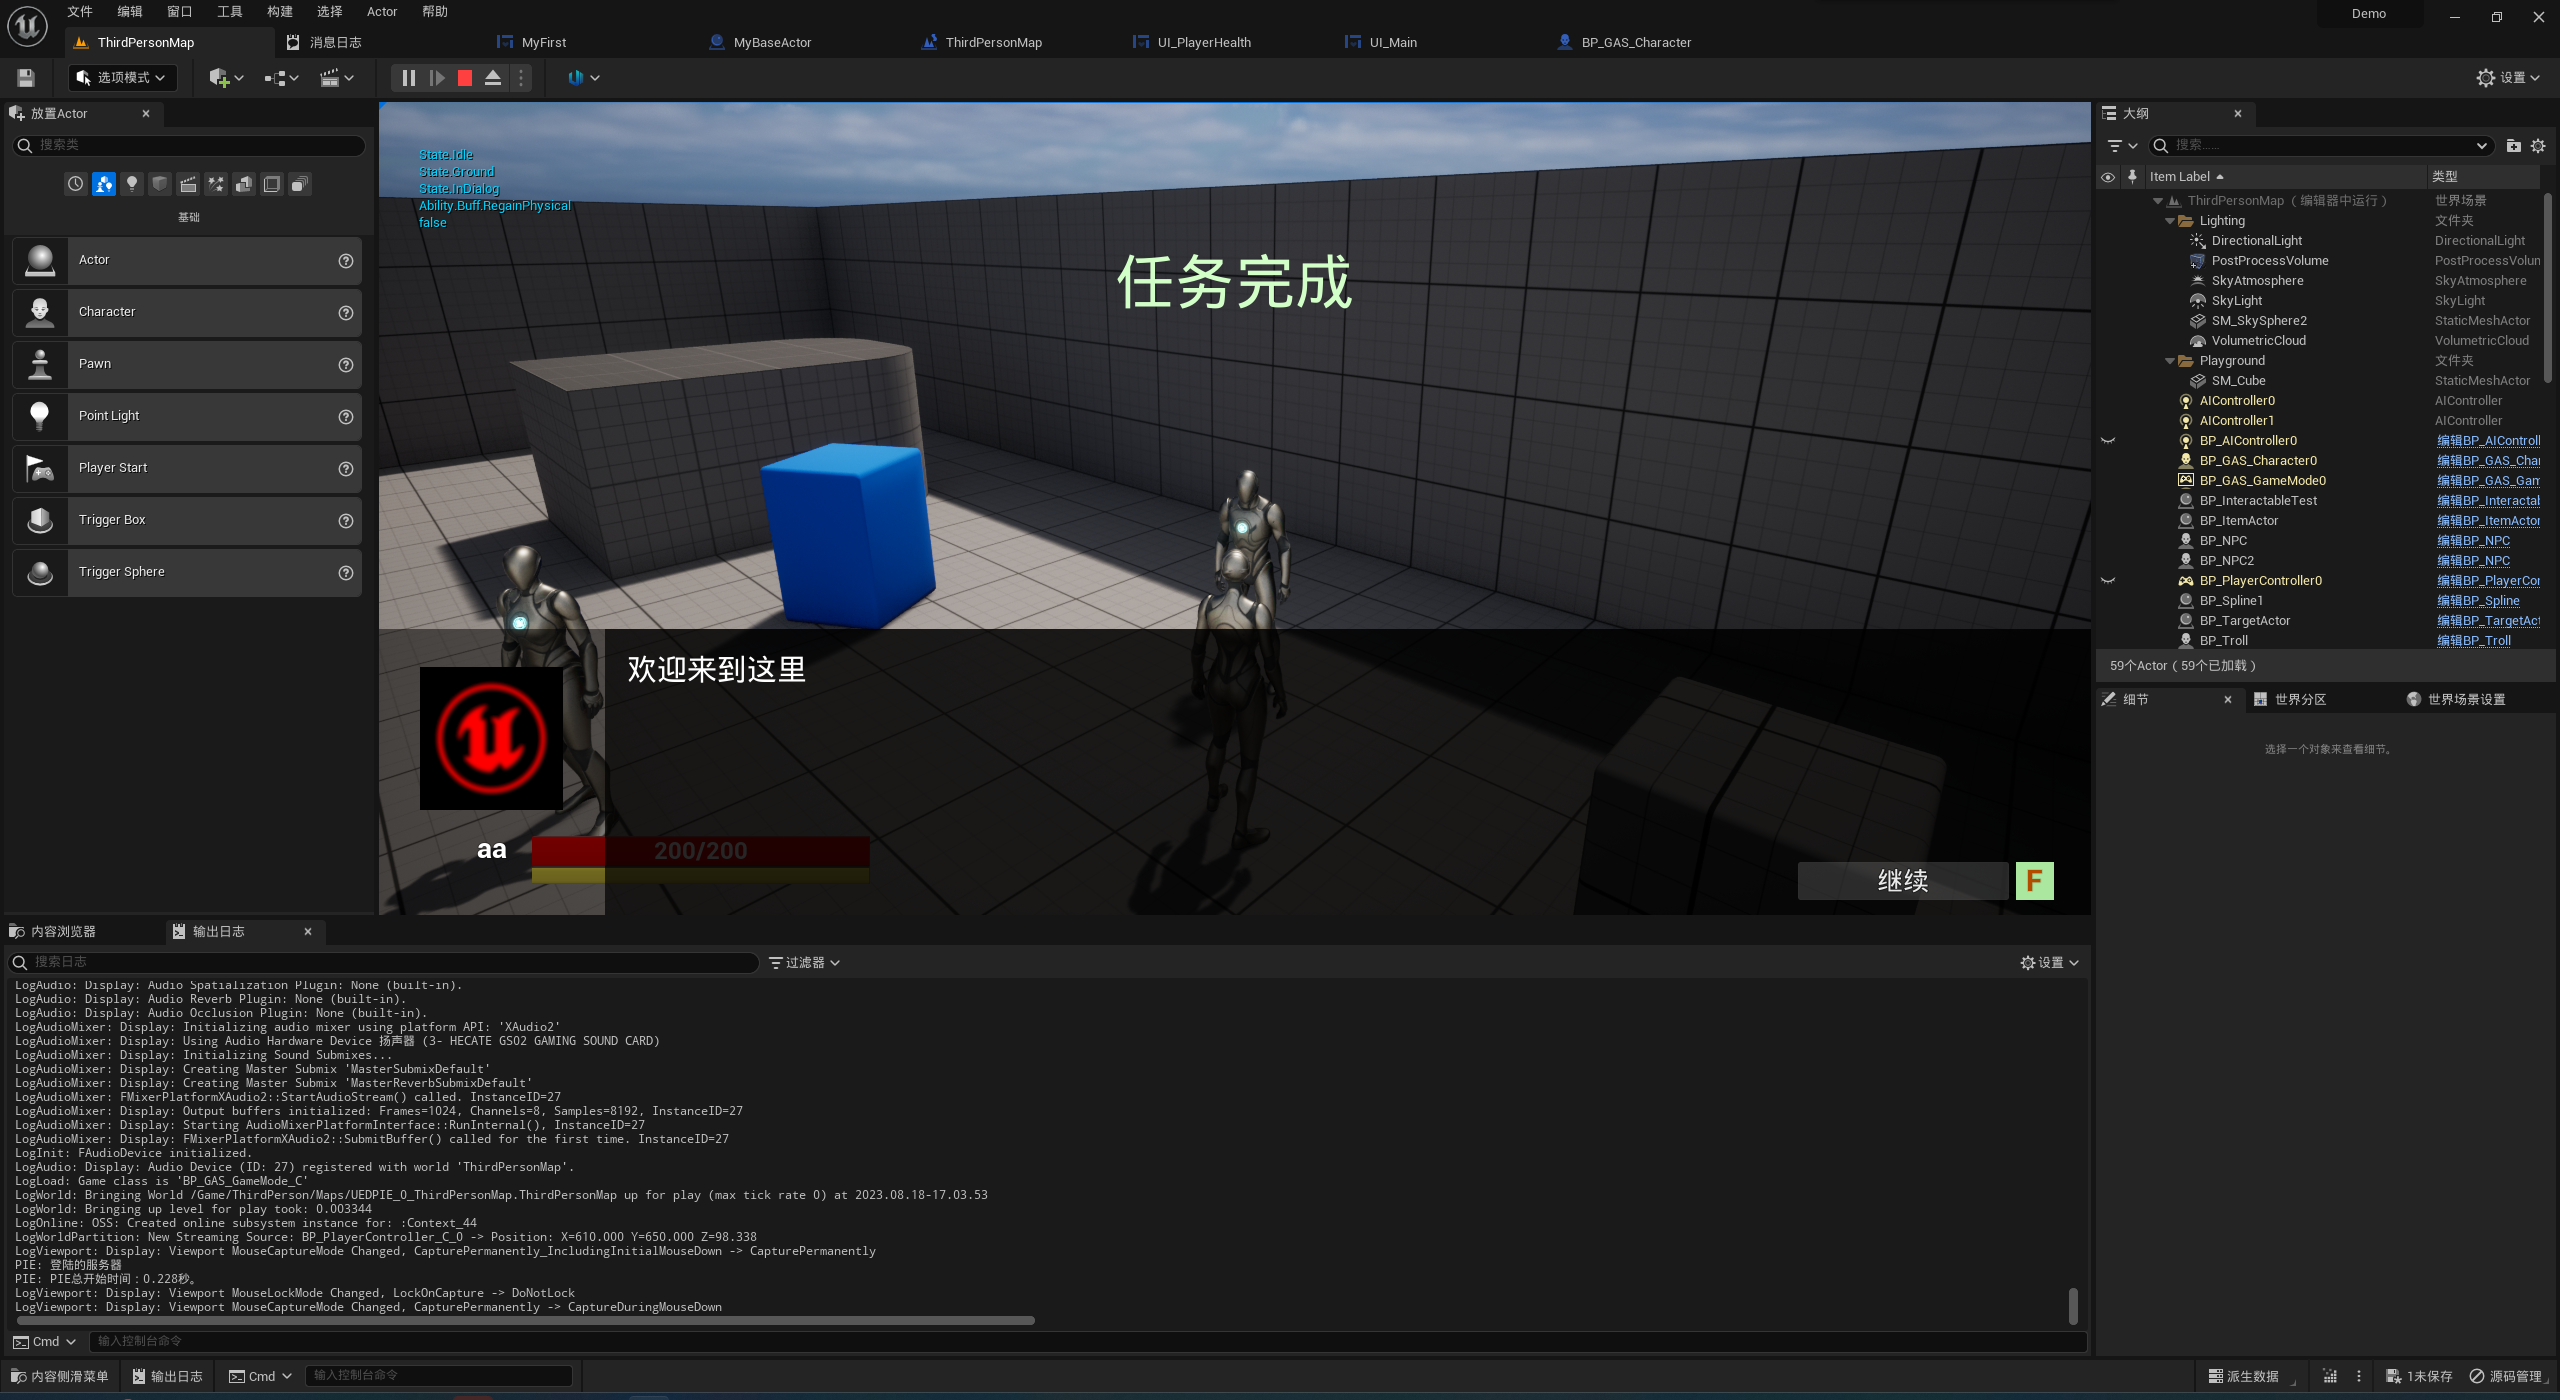 文件 编辑 窗口 工具 构建 选择 Actor 帮助
Demo
ThirdPersonMap 消息日志 MyFirst MyBaseActor ThirdPersonMap UI_PlayerHealth UI_Main BP_GAS_Character
选项模式
设置
放置Actor
搜索类
基础
Actor
Character
Pawn
Point Light
Player Start
Trigger Box
Trigger Sphere
State.Idle
State.Ground
State.InDialog
Ability.Buff.RegainPhysical
false
任务完成
欢迎来到这里
aa
200/200
继续 F
大纲
搜索......
Item Label 类型
ThirdPersonMap（编辑器中运行） 世界场景
Lighting 文件夹
DirectionalLight DirectionalLight
PostProcessVolume PostProcessVolun
SkyAtmosphere SkyAtmosphere
SkyLight SkyLight
SM_SkySphere2 StaticMeshActor
VolumetricCloud VolumetricCloud
Playground 文件夹
SM_Cube StaticMeshActor
AIController0 AIController
AIController1 AIController
BP_AIController0 编辑BP_AIControll
BP_GAS_Character0 编辑BP_GAS_Char
BP_GAS_GameMode0 编辑BP_GAS_Gam
BP_InteractableTest 编辑BP_Interactab
BP_ItemActor 编辑BP_ItemActor
BP_NPC 编辑BP_NPC
BP_NPC2 编辑BP_NPC
BP_PlayerController0 编辑BP_PlayerCor
BP_Spline1 编辑BP_Spline
BP_TargetActor 编辑BP_TargetAct
BP_Troll 编辑BP_Troll
59个Actor（59个已加载）
细节 世界分区 世界场景设置
选择一个对象来查看细节。
内容浏览器 输出日志
搜索日志 过滤器 设置
LogAudio: Display: Audio Spatialization Plugin: None (built-in).
LogAudio: Display: Audio Reverb Plugin: None (built-in).
LogAudio: Display: Audio Occlusion Plugin: None (built-in).
LogAudioMixer: Display: Initializing audio mixer using platform API: 'XAudio2'
LogAudioMixer: Display: Using Audio Hardware Device 扬声器 (3- HECATE GS02 GAMING SOUND CARD)
LogAudioMixer: Display: Initializing Sound Submixes...
LogAudioMixer: Display: Creating Master Submix 'MasterSubmixDefault'
LogAudioMixer: Display: Creating Master Submix 'MasterReverbSubmixDefault'
LogAudioMixer: FMixerPlatformXAudio2::StartAudioStream() called. InstanceID=27
LogAudioMixer: Display: Output buffers initialized: Frames=1024, Channels=8, Samples=8192, InstanceID=27
LogAudioMixer: Display: Starting AudioMixerPlatformInterface::RunInternal(), InstanceID=27
LogAudioMixer: Display: FMixerPlatformXAudio2::SubmitBuffer() called for the first time. InstanceID=27
LogInit: FAudioDevice initialized.
LogAudio: Display: Audio Device (ID: 27) registered with world 'ThirdPersonMap'.
LogLoad: Game class is 'BP_GAS_GameMode_C'
LogWorld: Bringing World /Game/ThirdPerson/Maps/UEDPIE_0_ThirdPersonMap.ThirdPersonMap up for play (max tick rate 0) at 2023.08.18-17.03.53
LogWorld: Bringing up level for play took: 0.003344
LogOnline: OSS: Created online subsystem instance for: :Context_44
LogWorldPartition: New Streaming Source: BP_PlayerController_C_0 -> Position: X=610.000 Y=650.000 Z=98.338
LogViewport: Display: Viewport MouseCaptureMode Changed, CapturePermanently_IncludingInitialMouseDown -> CapturePermanently
PIE: 登陆的服务器
PIE: PIE总开始时间：0.228秒。
LogViewport: Display: Viewport MouseLockMode Changed, LockOnCapture -> DoNotLock
LogViewport: Display: Viewport MouseCaptureMode Changed, CapturePermanently -> CaptureDuringMouseDown
Cmd 输入控制台命令
内容侧滑菜单 输出日志 Cmd 输入控制台命令 派生数据 1未保存 源码管理